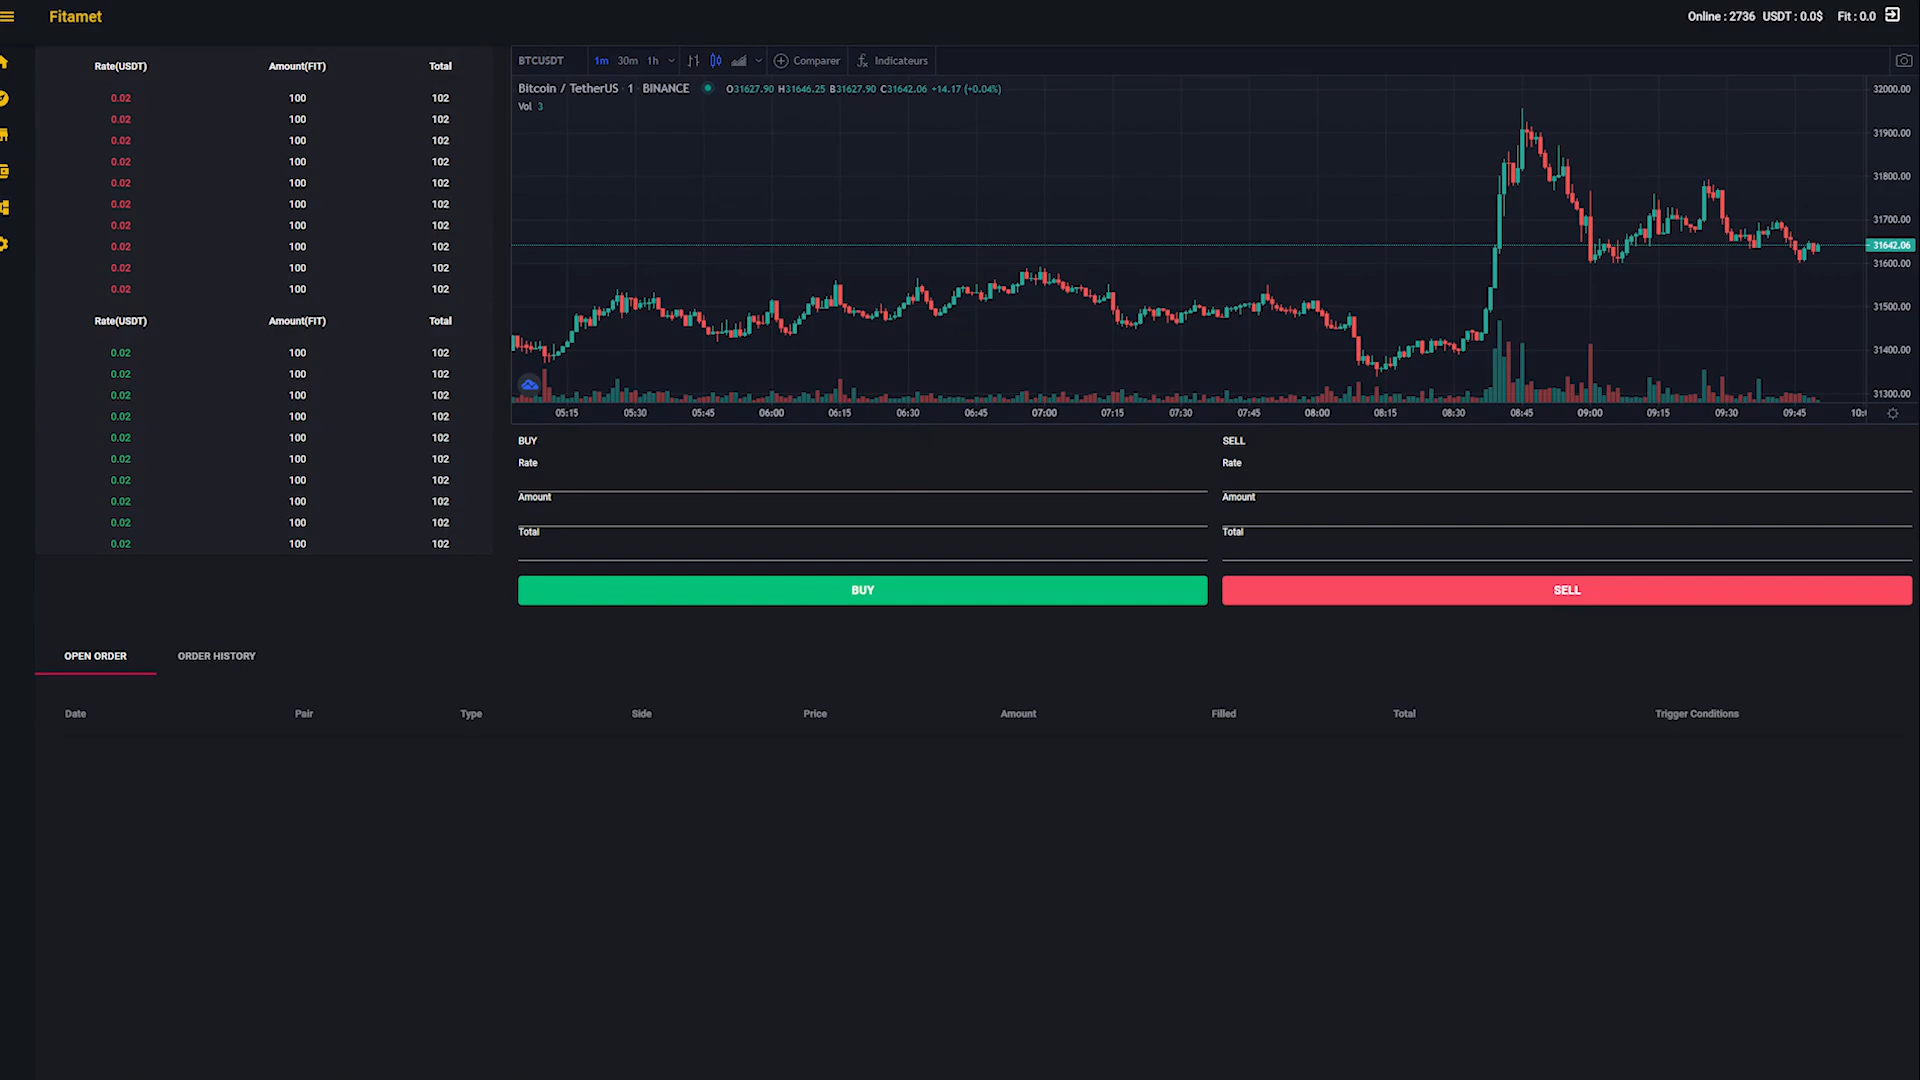 Fitamet
Online : 2736 USDT : 0.0$ Fit : 0.0
Rate(USDT) Amount(FIT) Total
0.02 100 102
0.02 100 102
0.02 100 102
0.02 100 102
0.02 100 102
0.02 100 102
0.02 100 102
0.02 100 102
0.02 100 102
0.02 100 102
Rate(USDT) Amount(FIT) Total
0.02 100 102
0.02 100 102
0.02 100 102
0.02 100 102
0.02 100 102
0.02 100 102
0.02 100 102
0.02 100 102
0.02 100 102
0.02 100 102
BTCUSDT 1m 30m 1h Comparer Indicateurs
Bitcoin / TetherUS · 1 · BINANCE O31627.90 H31646.25 B31627.90 C31642.06 +14.17 (+0.04%)
Vol 3
32000.00
31900.00
31800.00
31700.00
31642.06
31600.00
31500.00
31400.00
31300.00
05:15 05:30 05:45 06:00 06:15 06:30 06:45 07:00 07:15 07:30 07:45 08:00 08:15 08:30 08:45 09:00 09:15 09:30 09:45
BUY
Rate
Amount
Total
BUY
SELL
Rate
Amount
Total
SELL
OPEN ORDER ORDER HISTORY
Date Pair Type Side Price Amount Filled Total Trigger Conditions